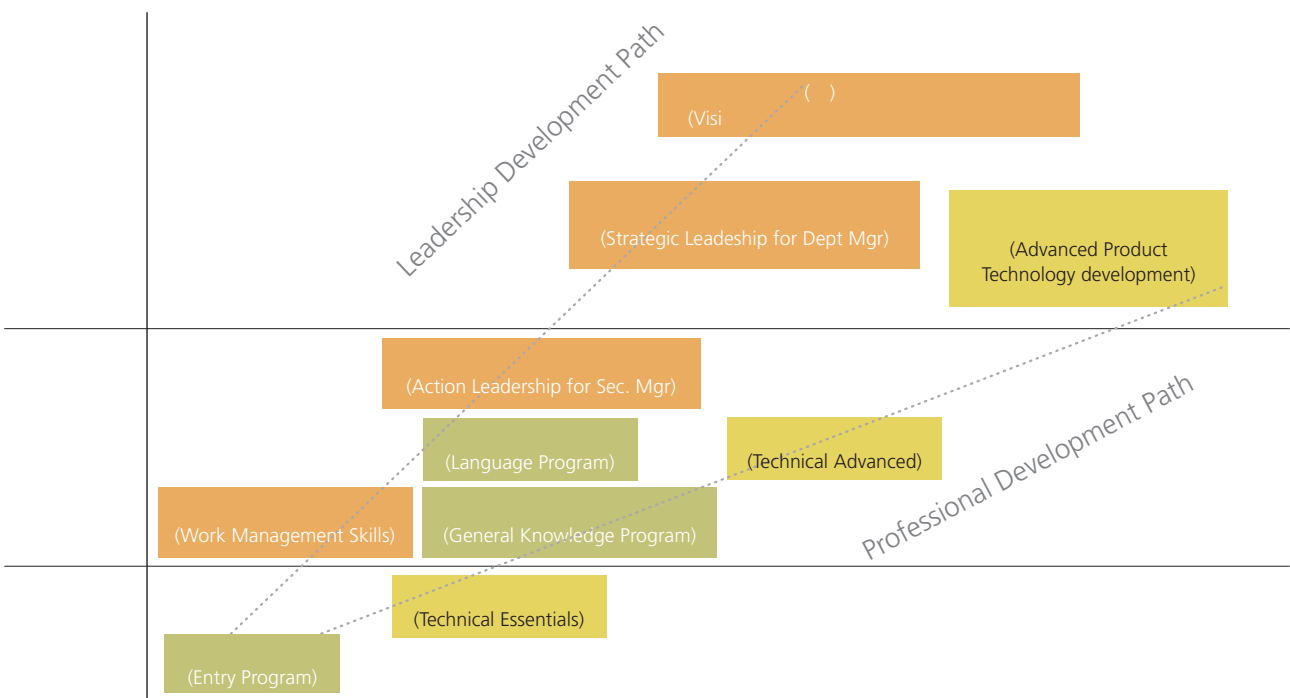 Leadership Development Path
( )
(Visi
(Strategic Leadeship for Dept Mgr)
(Advanced Product
Technology development)
(Action Leadership for Sec. Mgr)
(Language Program)
(Technical Advanced)
Professional Development Path
(Work Management Skills)
(General Knowledge Program)
(Technical Essentials)
(Entry Program)